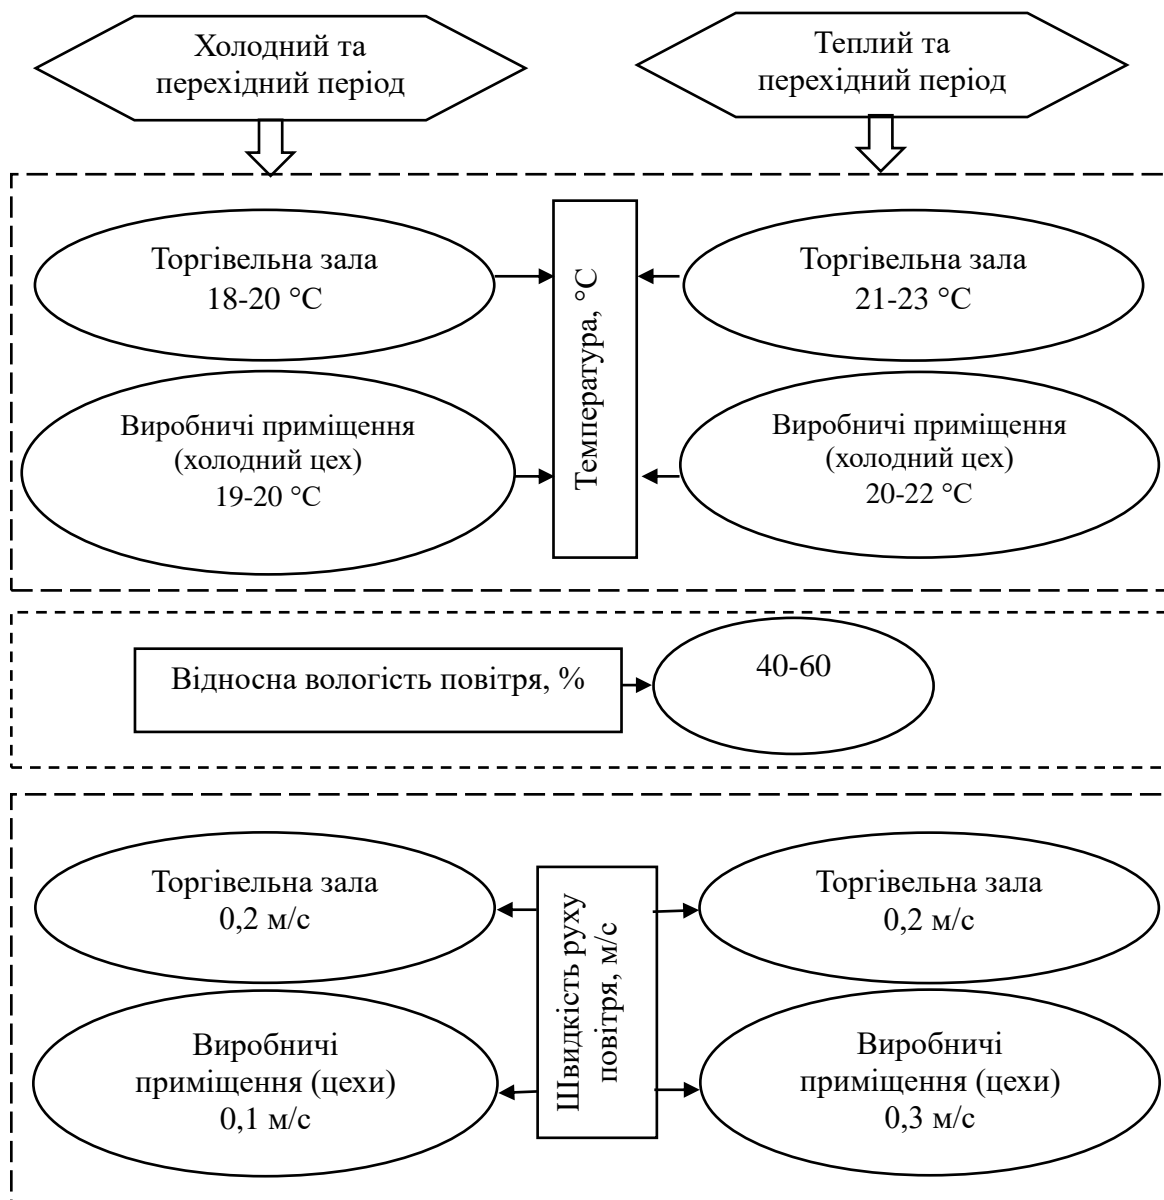 Холодний та
перехідний період
Теплий та
перехідний період
Торгівельна зала
18-20 °С
Температура, °С
Торгівельна зала
21-23 °С
Виробничі приміщення
(холодний цех)
19-20 °С
Виробничі приміщення
(холодний цех)
20-22 °С
Відносна вологість повітря, %
40-60
Торгівельна зала
0,2 м/с
Швидкість руху
повітря, м/с
Торгівельна зала
0,2 м/с
Виробничі
приміщення (цехи)
0,1 м/с
Виробничі
приміщення (цехи)
0,3 м/с